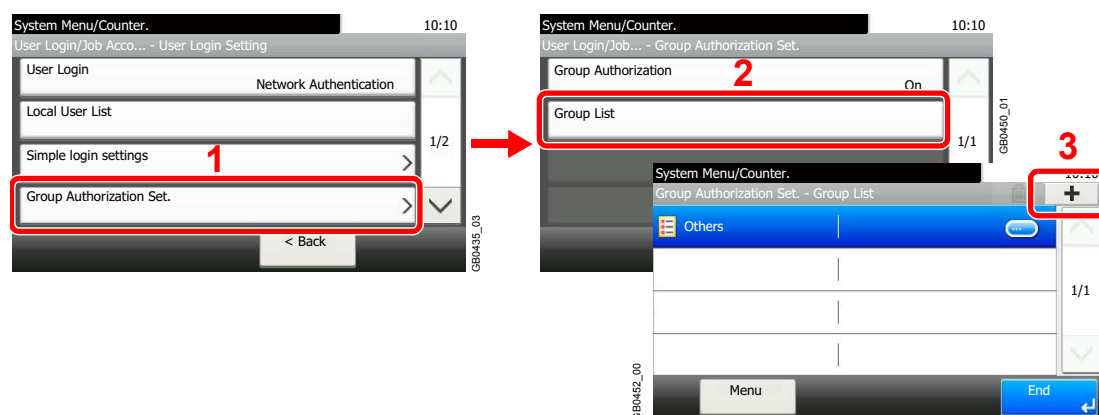 System Menu/Counter.
10:10
User Login/Job Acco... - User Login Setting
User Login
Network Authentication
Local User List
1/2
Simple login settings
1
Group Authorization Set.
< Back
GB0435_03
System Menu/Counter.
10:10
User Login/Job... - Group Authorization Set.
Group Authorization
2
On
Group List
1/1
GB0450_01
3
System Menu/Counter.
10:10
Group Authorization Set. - Group List
+
Others
...
1/1
Menu
End
GB0452_00